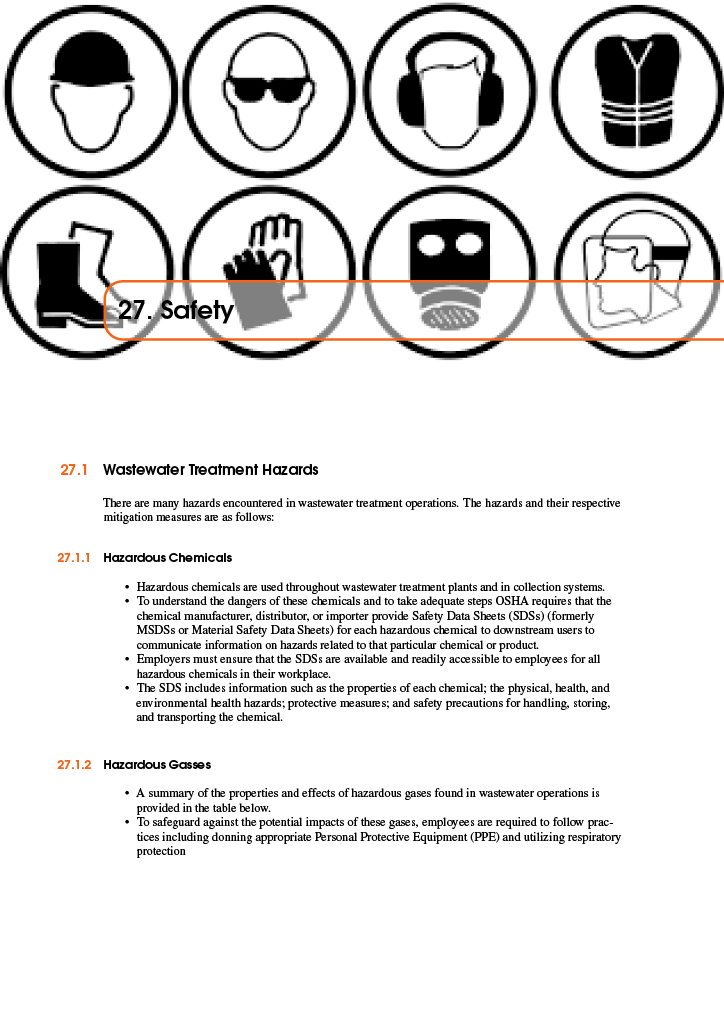 27. Safety
27.1 Wastewater Treatment Hazards
There are many hazards encountered in wastewater treatment operations. The hazards and their respective
mitigation measures are as follows:
27.1.1 Hazardous Chemicals
• Hazardous chemicals are used throughout wastewater treatment plants and in collection systems.
• To understand the dangers of these chemicals and to take adequate steps OSHA requires that the
chemical manufacturer, distributor, or importer provide Safety Data Sheets (SDSs) (formerly
MSDSs or Material Safety Data Sheets) for each hazardous chemical to downstream users to
communicate information on hazards related to that particular chemical or product.
• Employers must ensure that the SDSs are available and readily accessible to employees for all
hazardous chemicals in their workplace.
• The SDS includes information such as the properties of each chemical; the physical, health, and
environmental health hazards; protective measures; and safety precautions for handling, storing,
and transporting the chemical.
27.1.2 Hazardous Gasses
• A summary of the properties and effects of hazardous gases found in wastewater operations is
provided in the table below.
• To safeguard against the potential impacts of these gases, employees are required to follow prac-
tices including donning appropriate Personal Protective Equipment (PPE) and utilizing respiratory
protection